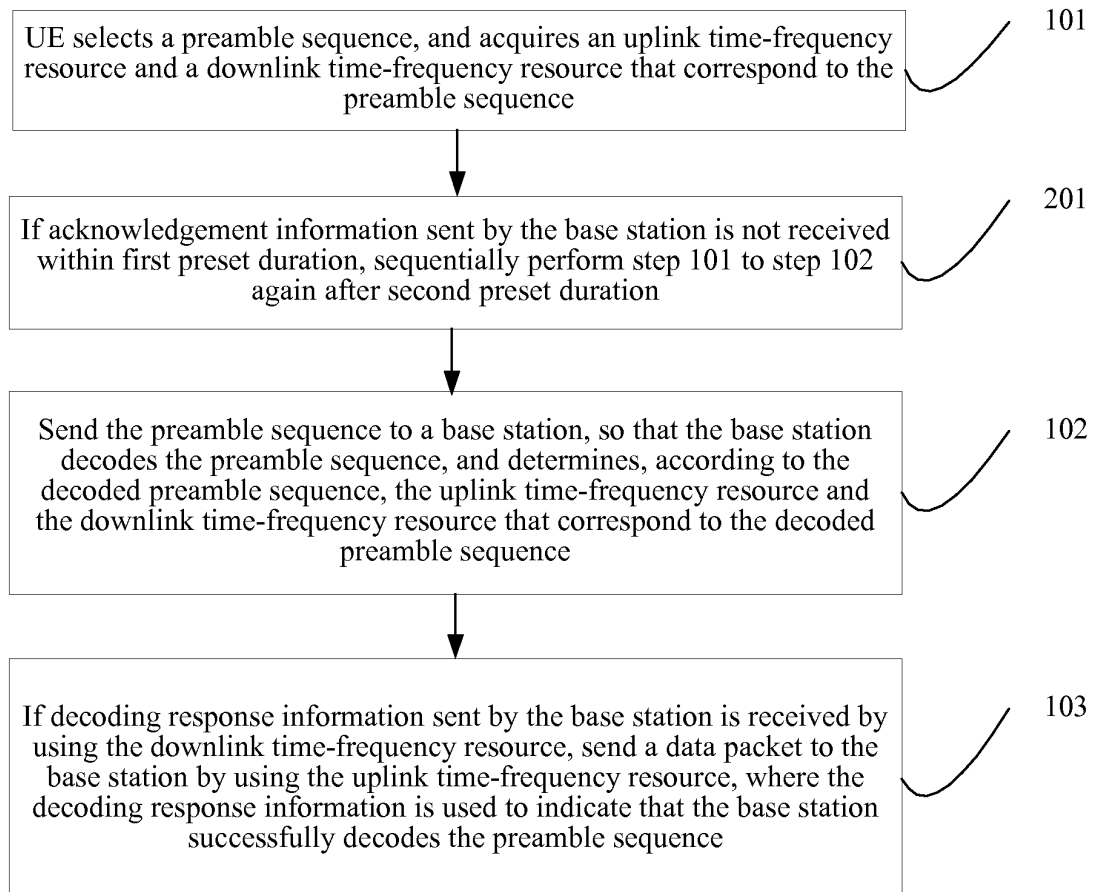 UE selects a preamble sequence, and acquires an uplink time-frequency
resource and a downlink time-frequency resource that correspond to the
preamble sequence
101
If acknowledgement information sent by the base station is not received
within first preset duration, sequentially perform step 101 to step 102
again after second preset duration
201
Send the preamble sequence to a base station, so that the base station
decodes the preamble sequence, and determines, according to the
decoded preamble sequence, the uplink time-frequency resource and
the downlink time-frequency resource that correspond to the decoded
preamble sequence
102
If decoding response information sent by the base station is received by
using the downlink time-frequency resource, send a data packet to the
base station by using the uplink time-frequency resource, where the
decoding response information is used to indicate that the base station
successfully decodes the preamble sequence
103